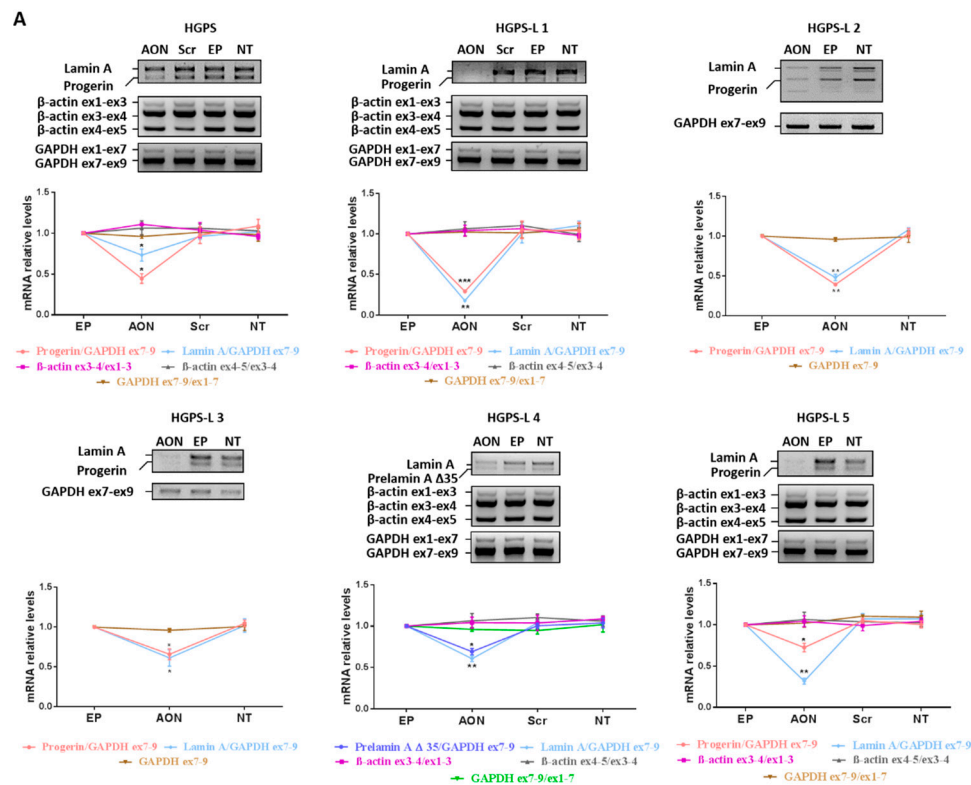 A
HGPS
AON Scr EP NT
Lamin A
Progerin
β-actin ex1-ex3
β-actin ex3-ex4
β-actin ex4-ex5
GAPDH ex1-ex7
GAPDH ex7-ex9
mRNA relative levels
1.5
1.0
0.5
0.0
*
*
EP AON Scr NT
Progerin/GAPDH ex7-9 Lamin A/GAPDH ex7-9
ß-actin ex3-4/ex1-3 ß-actin ex4-5/ex3-4
GAPDH ex7-9/ex1-7
HGPS-L 1
AON Scr EP NT
Lamin A
Progerin
β-actin ex1-ex3
β-actin ex3-ex4
β-actin ex4-ex5
GAPDH ex1-ex7
GAPDH ex7-ex9
mRNA relative levels
1.5
1.0
0.5
0.0
***
**
EP AON Scr NT
Progerin/GAPDH ex7-9 Lamin A/GAPDH ex7-9
ß-actin ex3-4/ex1-3 ß-actin ex4-5/ex3-4
GAPDH ex7-9/ex1-7
HGPS-L 2
AON EP NT
Lamin A
Progerin
GAPDH ex7-ex9
mRNA relative levels
1.5
1.0
0.5
0.0
**
**
EP AON NT
Progerin/GAPDH ex7-9 Lamin A/GAPDH ex7-9
GAPDH ex7-9
HGPS-L 3
AON EP NT
Lamin A
Progerin
GAPDH ex7-ex9
mRNA relative levels
1.5
1.0
0.5
0.0
*
*
EP AON NT
Progerin/GAPDH ex7-9 Lamin A/GAPDH ex7-9
GAPDH ex7-9
HGPS-L 4
AON EP NT
Lamin A
Prelamin A Δ35
β-actin ex1-ex3
β-actin ex3-ex4
β-actin ex4-ex5
GAPDH ex1-ex7
GAPDH ex7-ex9
mRNA relative levels
1.5
1.0
0.5
0.0
*
**
EP AON Scr NT
Prelamin A Δ 35/GAPDH ex7-9 Lamin A/GAPDH ex7-9
ß-actin ex3-4/ex1-3 ß-actin ex4-5/ex3-4
GAPDH ex7-9/ex1-7
HGPS-L 5
AON EP NT
Lamin A
Progerin
β-actin ex1-ex3
β-actin ex3-ex4
β-actin ex4-ex5
GAPDH ex1-ex7
GAPDH ex7-ex9
mRNA relative levels
1.5
1.0
0.5
0.0
*
**
EP AON Scr NT
Progerin/GAPDH ex7-9 Lamin A/GAPDH ex7-9
ß-actin ex3-4/ex1-3 ß-actin ex4-5/ex3-4
GAPDH ex7-9/ex1-7